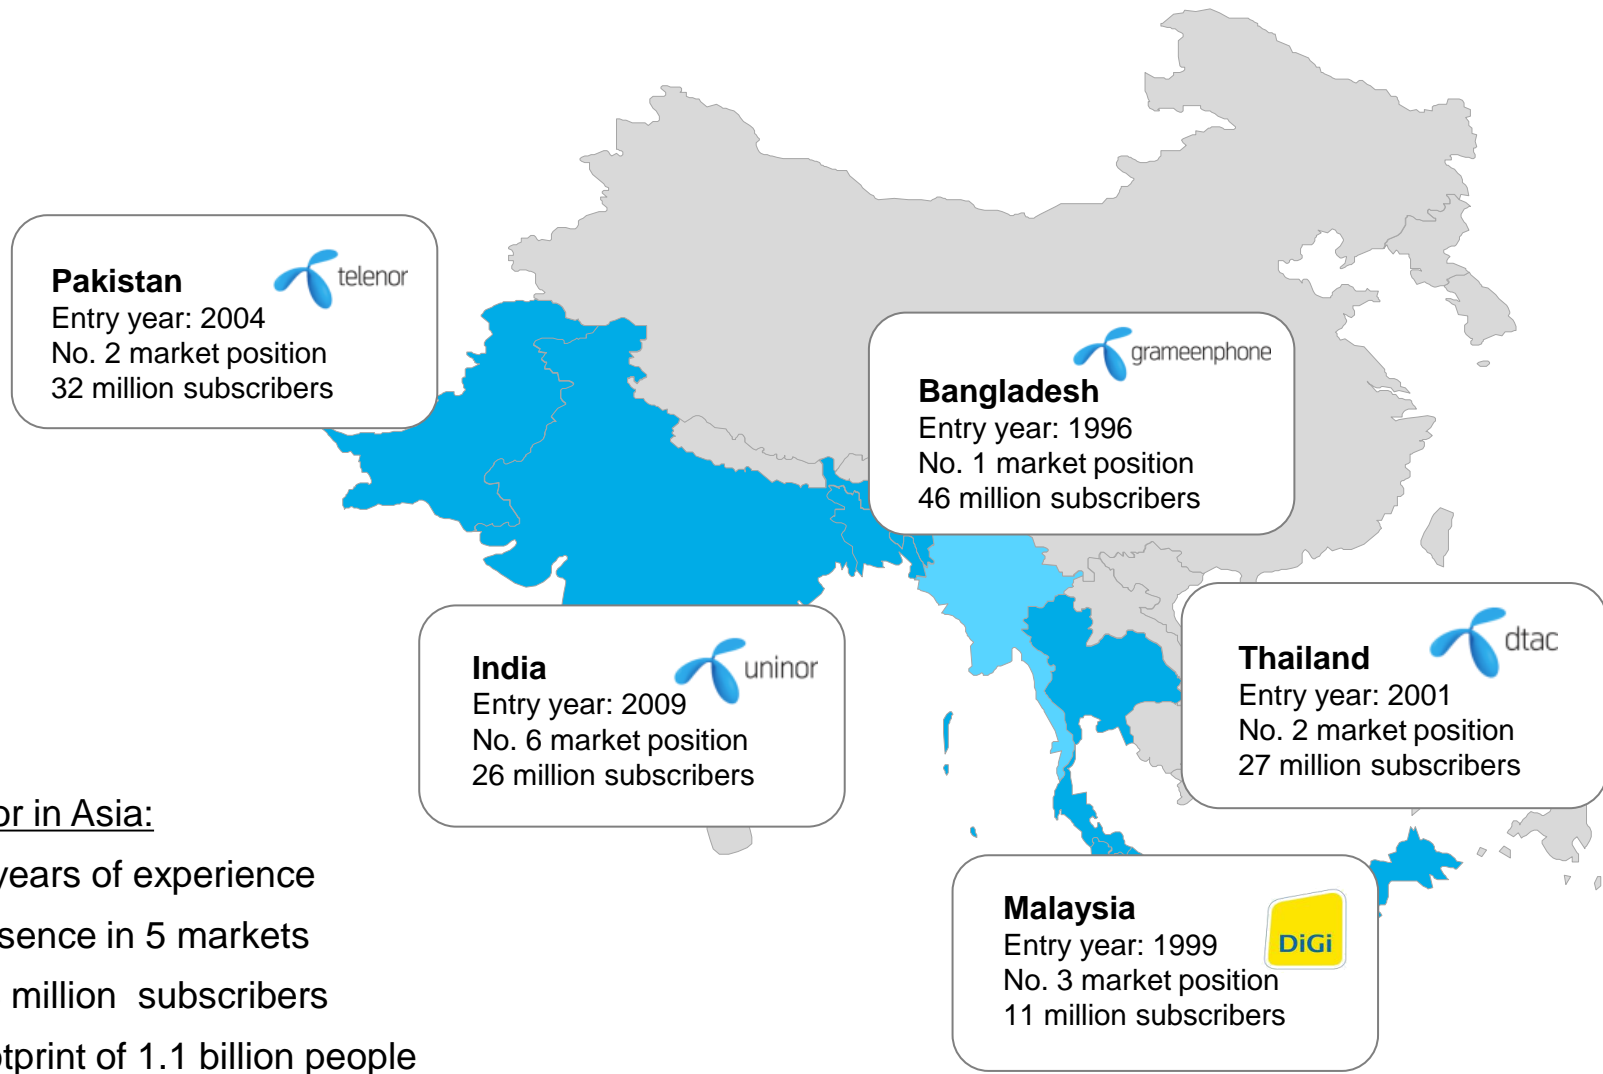 Pakistan
telenor
Entry year: 2004
No. 2 market position
32 million subscribers
grameenphone
Bangladesh
Entry year: 1996
No. 1 market position
46 million subscribers
India
uninor
Entry year: 2009
No. 6 market position
26 million subscribers
Thailand
dtac
Entry year: 2001
No. 2 market position
27 million subscribers
Malaysia
Entry year: 1999
DiGi
No. 3 market position
11 million subscribers
in Asia:
years of experience
in 5 markets
million subscribers
of 1.1 billion people